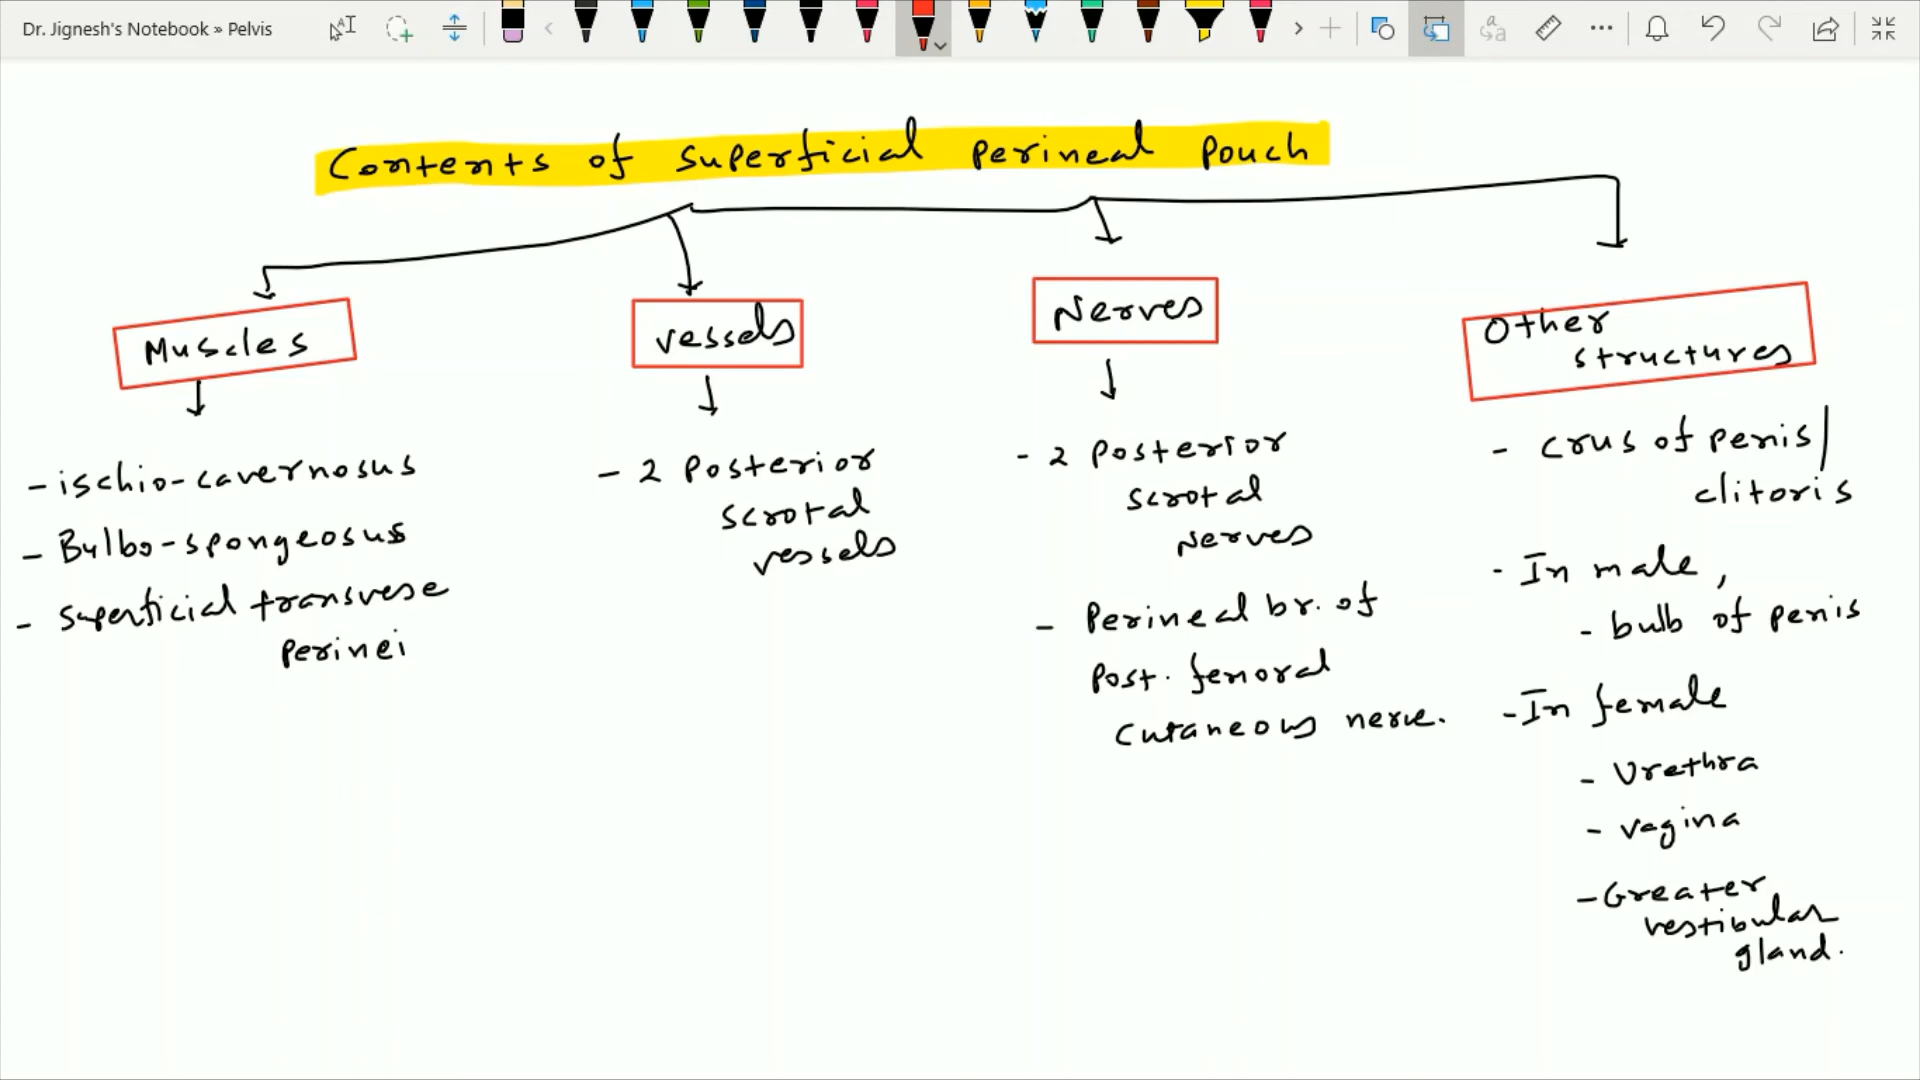 Dr. Jignesh's Notebook » Pelvis
Contents of superficial perineal pouch
Muscles
- ischio-cavernosus
- Bulbo-spongeosus
- superficial transvese
perinei
vessels
- 2 Posterior
scrotal
vessels
Nerves
- 2 Posterior
scrotal
Nerves
- Perineal br. of
Post. femoral
cutaneous nerve.
Other
structures
- crus of penis/
clitoris
- In male,
- bulb of penis
- In female
- Urethra
- vagina
- Greater
vestibular
gland.